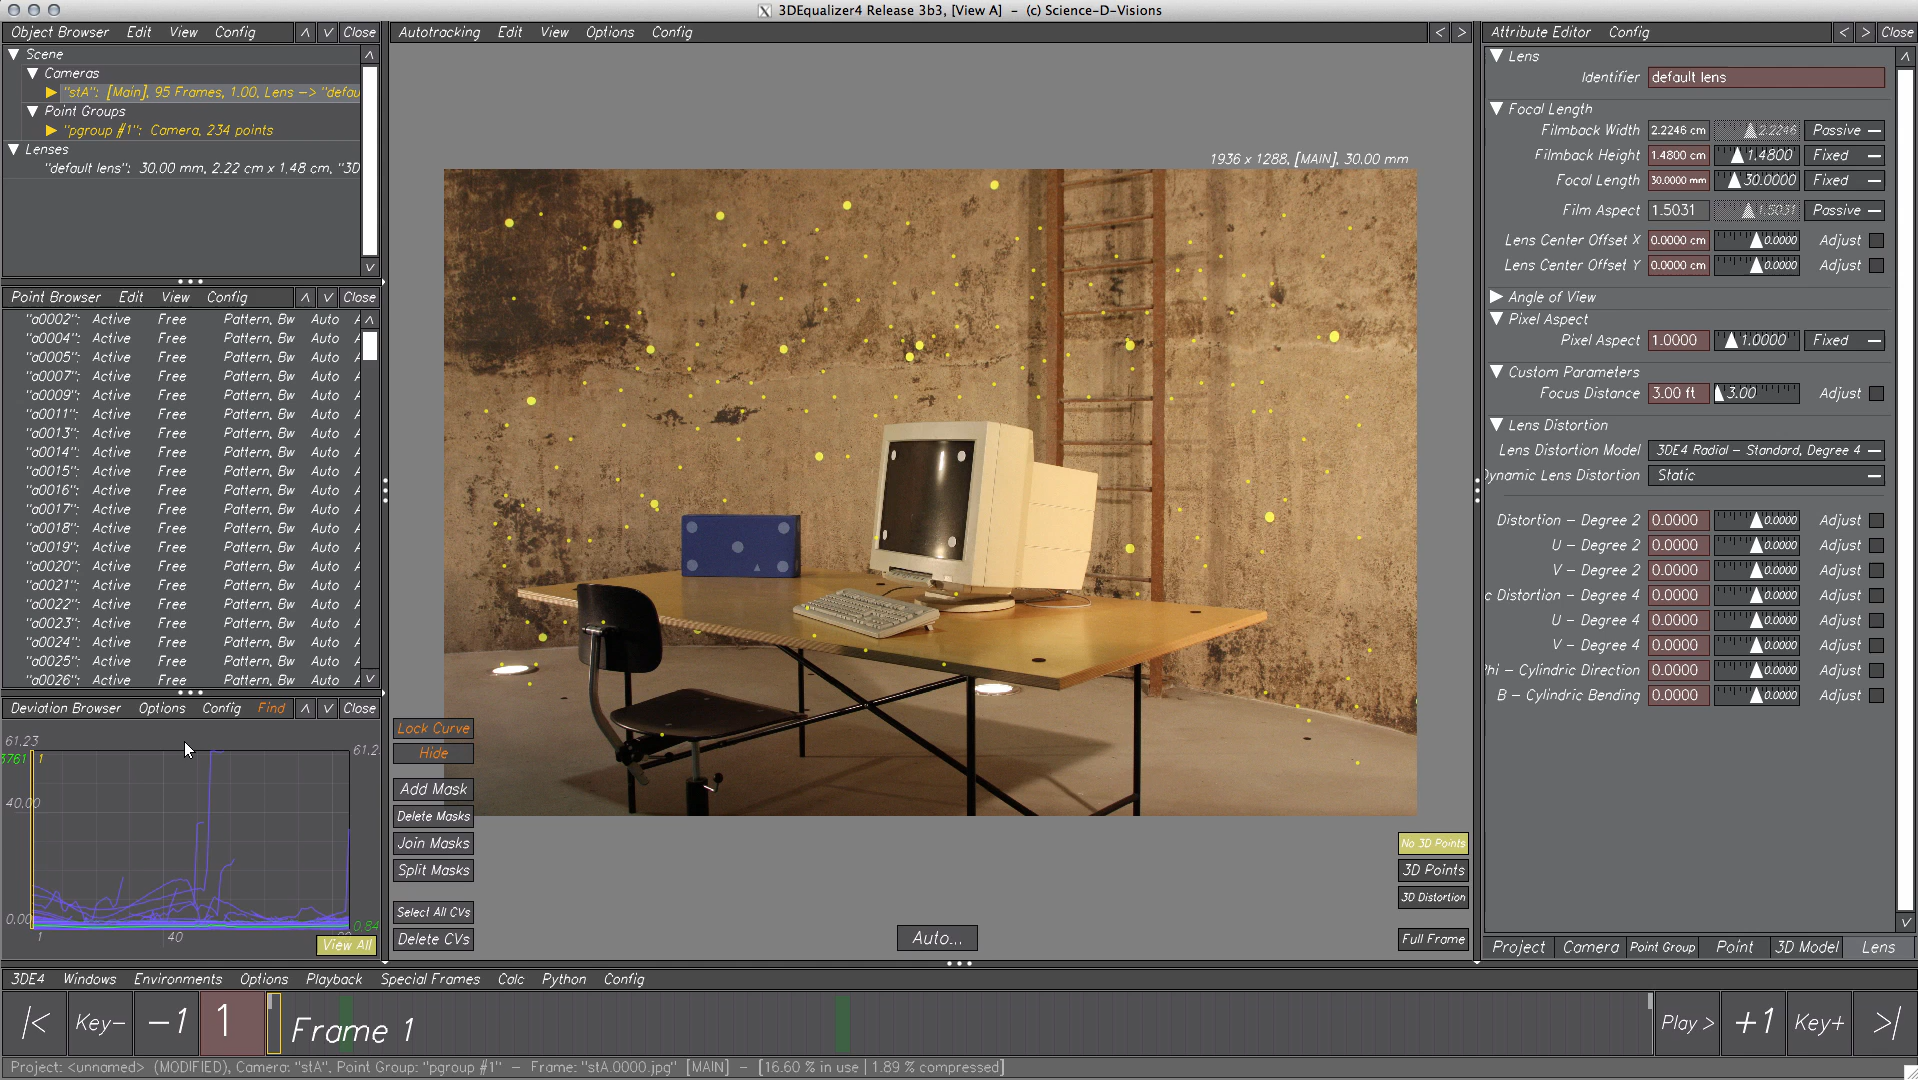 3DEqualizer4 Release 3b3, [View A]  -  (c) Science-D-Visions
Object Browser Edit View Config Close
Scene
Cameras
"stA": [Main], 95 Frames, 1.00, Lens -> "defau
Point Groups
"pgroup #1": Camera, 234 points
Lenses
"default lens": 30.00 mm, 2.22 cm x 1.48 cm, "3D
Point Browser Edit View Config Close
"a0002": Active Free Pattern, Bw Auto
"a0004": Active Free Pattern, Bw Auto
"a0005": Active Free Pattern, Bw Auto
"a0007": Active Free Pattern, Bw Auto
"a0009": Active Free Pattern, Bw Auto
"a0011": Active Free Pattern, Bw Auto
"a0013": Active Free Pattern, Bw Auto
"a0014": Active Free Pattern, Bw Auto
"a0015": Active Free Pattern, Bw Auto
"a0016": Active Free Pattern, Bw Auto
"a0017": Active Free Pattern, Bw Auto
"a0018": Active Free Pattern, Bw Auto
"a0019": Active Free Pattern, Bw Auto
"a0020": Active Free Pattern, Bw Auto
"a0021": Active Free Pattern, Bw Auto
"a0022": Active Free Pattern, Bw Auto
"a0023": Active Free Pattern, Bw Auto
"a0024": Active Free Pattern, Bw Auto
"a0025": Active Free Pattern, Bw Auto
"a0026": Active Free Pattern, Bw Auto
Deviation Browser Options Config Find Close
61.23 61.2
3761 1
40.00
0.00 0.84
1 40
View All
Autotracking Edit View Options Config < >
1936 x 1288, [MAIN], 30.00 mm
Lock Curve
Hide
Add Mask
Delete Masks
Join Masks
Split Masks
Select All CVs
Delete CVs
Auto...
No 3D Points
3D Points
3D Distortion
Full Frame
Attribute Editor Config < > Close
Lens
Identifier default lens
Focal Length
Filmback Width 2.2246 cm 2.2246 Passive
Filmback Height 1.4800 cm 1.4800 Fixed
Focal Length 30.0000 mm 30.0000 Fixed
Film Aspect 1.5031 1.5031 Passive
Lens Center Offset X 0.0000 cm 0.0000 Adjust
Lens Center Offset Y 0.0000 cm 0.0000 Adjust
Angle of View
Pixel Aspect
Pixel Aspect 1.0000 1.0000 Fixed
Custom Parameters
Focus Distance 3.00 ft 3.00 Adjust
Lens Distortion
Lens Distortion Model 3DE4 Radial - Standard, Degree 4
Dynamic Lens Distortion Static
Distortion - Degree 2 0.0000 0.0000 Adjust
U - Degree 2 0.0000 0.0000 Adjust
V - Degree 2 0.0000 0.0000 Adjust
c Distortion - Degree 4 0.0000 0.0000 Adjust
U - Degree 4 0.0000 0.0000 Adjust
V - Degree 4 0.0000 0.0000 Adjust
Phi - Cylindric Direction 0.0000 0.0000 Adjust
B - Cylindric Bending 0.0000 0.0000 Adjust
Project Camera Point Group Point 3D Model Lens
3DE4 Windows Environments Options Playback Special Frames Calc Python Config
|< Key- -1 1 Frame 1 Play > +1 Key+ >|
Project: <unnamed>  (MODIFIED), Camera: "stA", Point Group: "pgroup #1"  -  Frame: "stA.0000.jpg"  [MAIN]  -  [16.60 % in use | 1.89 % compressed]